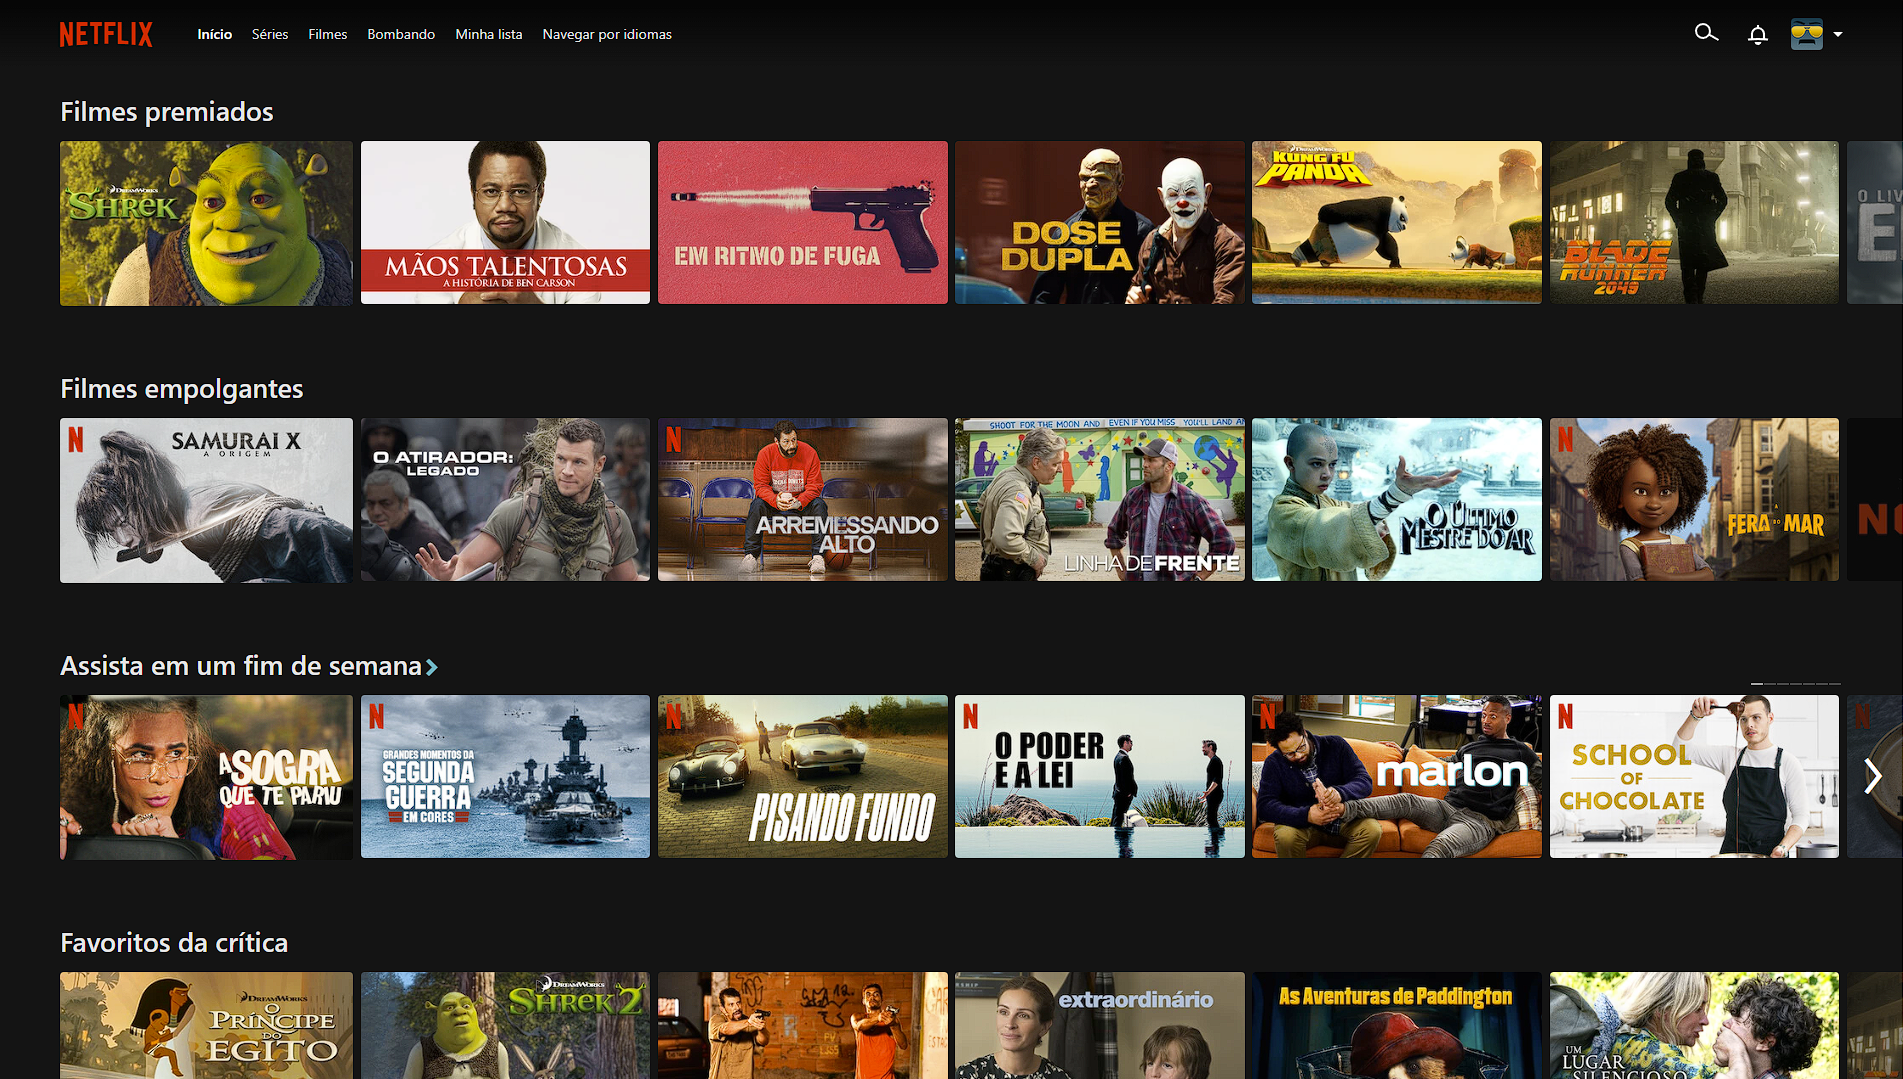 NETFLIX
Início Séries Filmes Bombando Minha lista Navegar por idiomas
Filmes premiados
DREAMWORKS
SHREK
MÃOS TALENTOSAS
A HISTÓRIA DE BEN CARSON
EM RITMO DE FUGA
DOSE
DUPLA
DREAMWORKS
KUNG FU
PANDA
BLADE
RUNNER
2049
O LIV
E
Filmes empolgantes
N
SAMURAI X
A ORIGEM
O ATIRADOR:
LEGADO
N
ARREMESSANDO
ALTO
SHOOT FOR THE MOON AND EVEN IF YOU MISS YOU'LL LAND
LINHA DE FRENTE
O ÚLTIMO
MESTRE DO AR
N
A
FERA DO MAR
N
Assista em um fim de semana
N
A SOGRA
QUE TE PARIU
N
GRANDES MOMENTOS DA
SEGUNDA
GUERRA
EM CORES
N
PISANDO FUNDO
N
O PODER
E A LEI
N
marlon
N
SCHOOL
OF
CHOCOLATE
N
Favoritos da crítica
DREAMWORKS
O
PRÍNCIPE
DO
EGITO
DREAMWORKS
SHREK 2
extraordinário
As Aventuras de Paddington
UM
LUGAR
SILENCIOSO